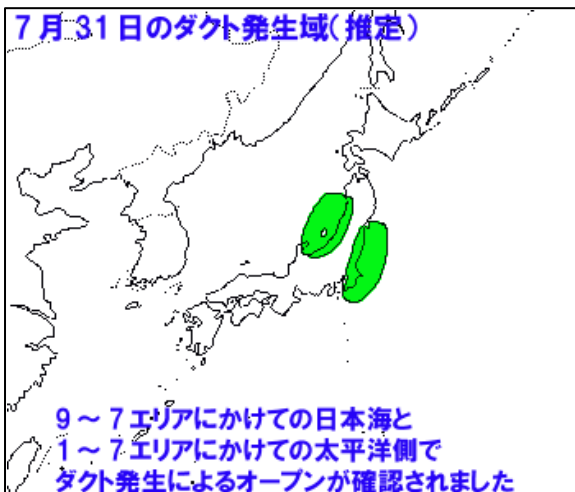 7月31日のダクト発生域(推定)
9～7エリアにかけての日本海と
1～7エリアにかけての太平洋側で
ダクト発生によるオープンが確認されました